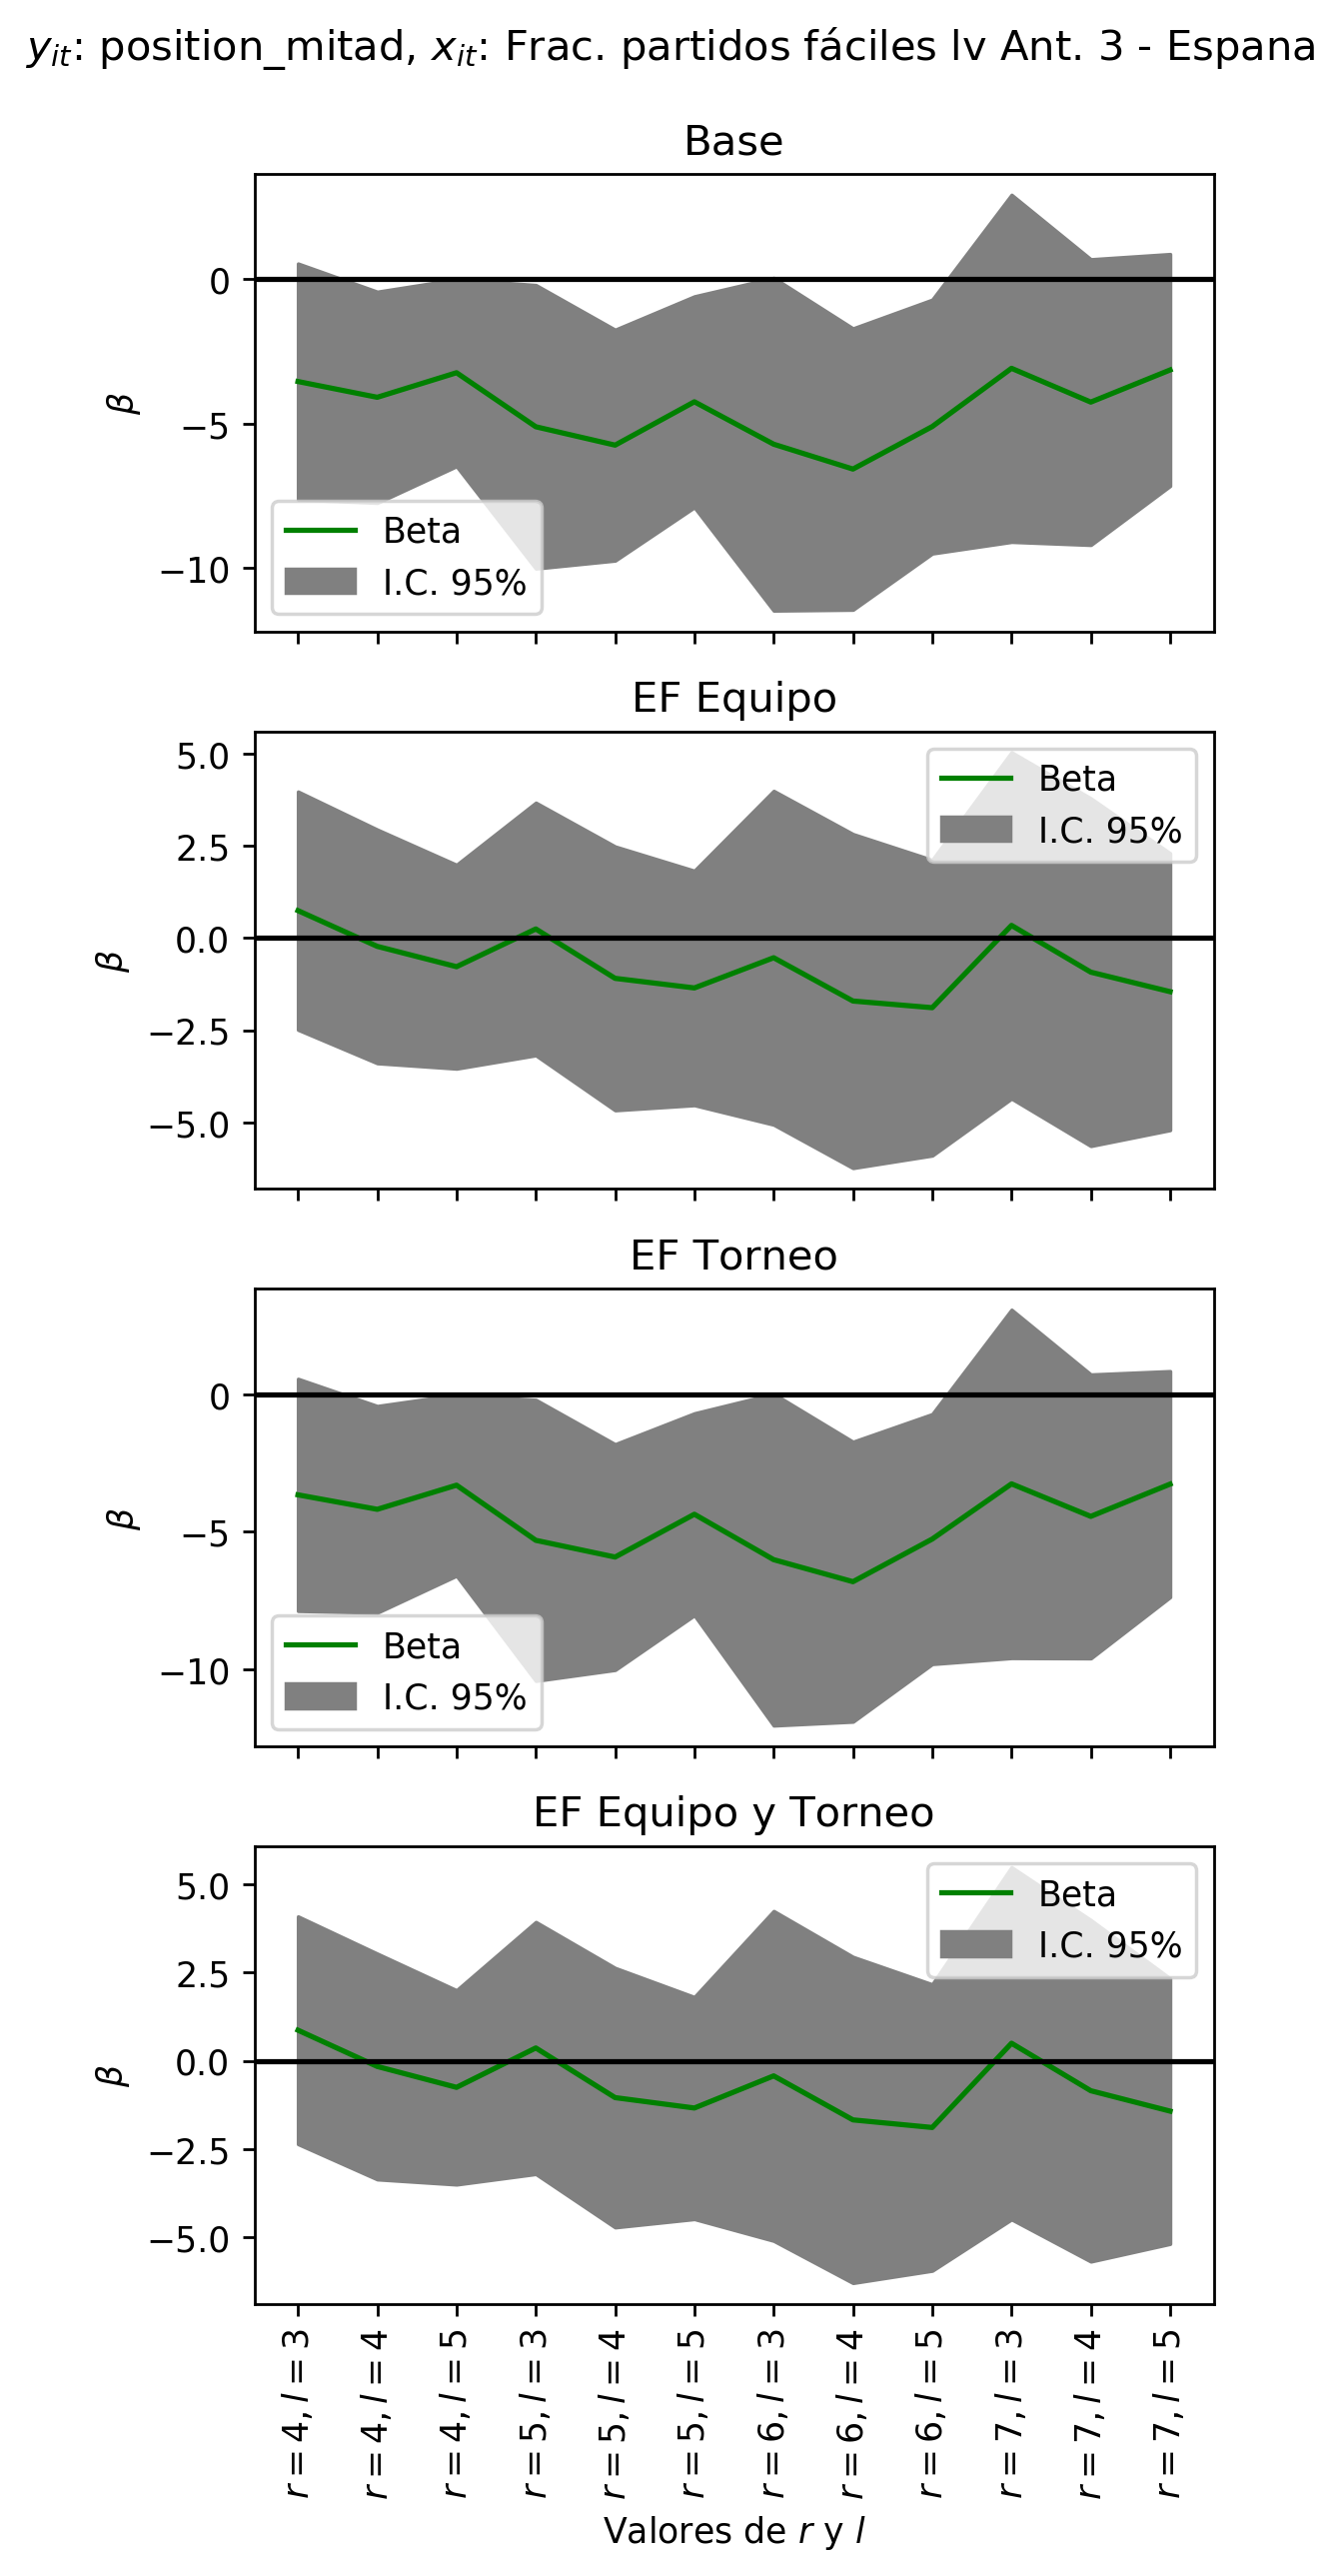 y_it: position_mitad, x_it: Frac. partidos fáciles lv Ant. 3 - Espana
Base
0
−5
−10
β
Beta
I.C. 95%
EF Equipo
5.0
2.5
0.0
−2.5
−5.0
β
Beta
I.C. 95%
EF Torneo
0
−5
−10
β
Beta
I.C. 95%
EF Equipo y Torneo
5.0
2.5
0.0
−2.5
−5.0
β
Beta
I.C. 95%
r = 4, l = 3
r = 4, l = 4
r = 4, l = 5
r = 5, l = 3
r = 5, l = 4
r = 5, l = 5
r = 6, l = 3
r = 6, l = 4
r = 6, l = 5
r = 7, l = 3
r = 7, l = 4
r = 7, l = 5
Valores de r y l